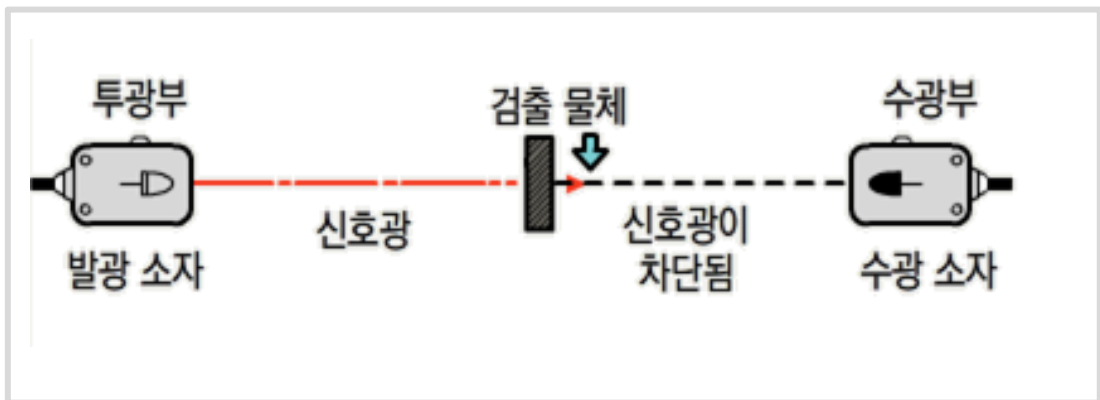 투광부
검출 물체
수광부
신호광
신호광이
차단됨
발광 소자
수광 소자